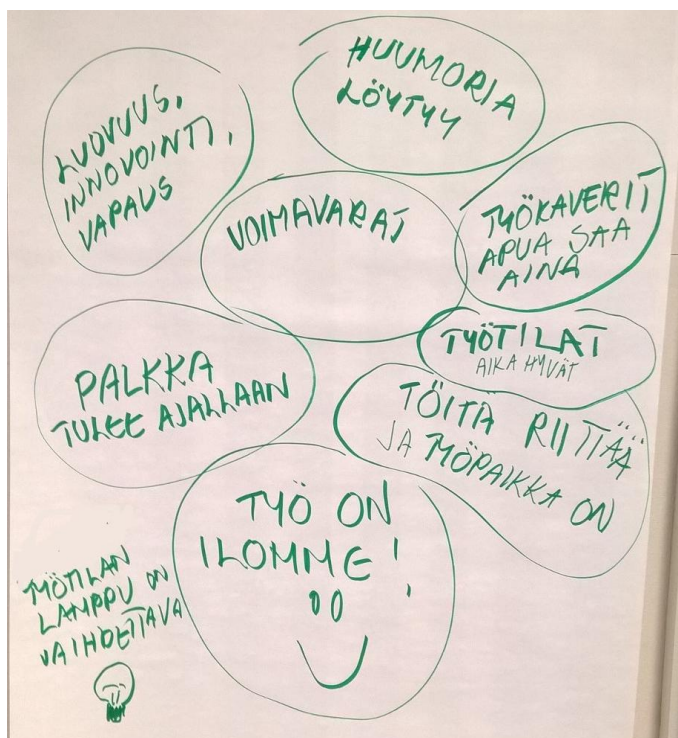 HUUMORIA
LÖYTYY
LUOVUUS,
INNOVOINTI,
VAPAUS
VOIMAVARAT
TYÖKAVERIT
APUA SAA
AINA
TYÖTILAT
AIKA HYVÄT
PALKKA
TULEE AJALLAAN
TÖITÄ RIITTÄÄ
JA TYÖPAIKKA ON
TYÖ ON
ILOMME!
TYÖTILAN
LAMPPU ON
VAIHDETTAVA